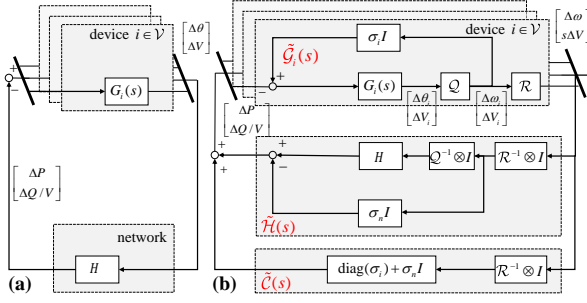 device i ∈ 𝒱
[Δθ ΔV]
+
−
G_i(s)
[ΔP ΔQ/V]
network
H
(a)
device i ∈ 𝒱
[Δω sΔV]
σ_i I
G̃_i(s)
+
−
G_i(s)
𝒬
ℛ
[Δθ_i ΔV_i]
[Δω_i ΔV_i]
[ΔP ΔQ/V]
+
+
+
−
H
𝒬⁻¹ ⊗ I
ℛ⁻¹ ⊗ I
σ_n I
ℋ̃(s)
𝒞̃(s)
diag(σ_i) + σ_n I
ℛ⁻¹ ⊗ I
(b)